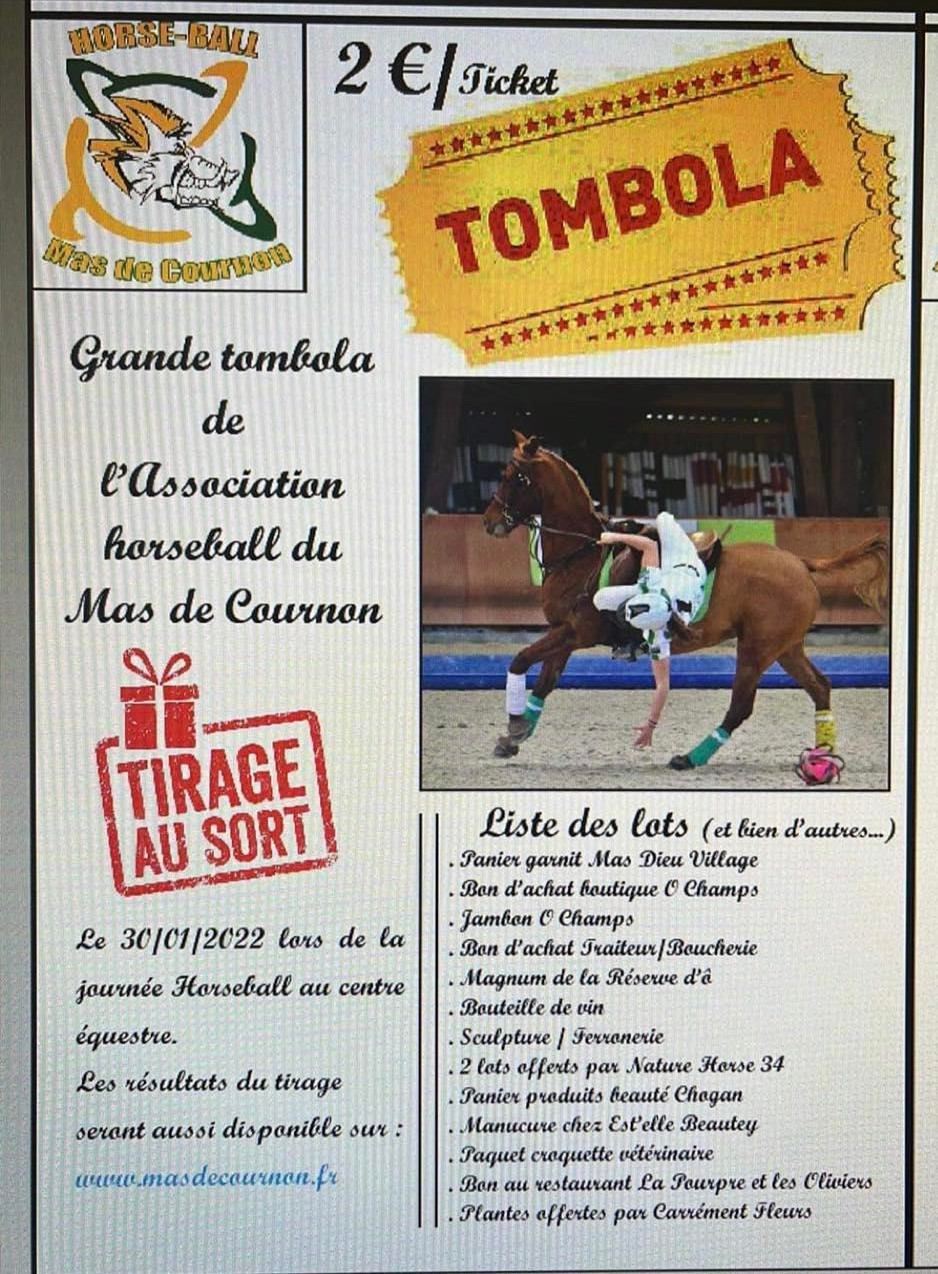 HORSE-BALL
Mas de Cournon
2 €/Ticket
TOMBOLA
Grande tombola
de
l'Association
horseball du
Mas de Cournon
TIRAGE
AU SORT
Le 30/01/2022 lors de la
journée Horseball au centre
équestre.
Les résultats du tirage
seront aussi disponible sur :
www.masdecournon.fr
Liste des lots (et bien d'autres...)
. Panier garnit Mas Dieu Village
. Bon d'achat boutique O Champs
. Jambon O Champs
. Bon d'achat Traiteur/Boucherie
. Magnum de la Réserve d'ô
. Bouteille de vin
. Sculpture / Ferronerie
. 2 lots offerts par Nature Horse 34
. Panier produits beauté Chogan
. Manucure chez Est'elle Beautey
. Paquet croquette vétérinaire
. Bon au restaurant La Pourpre et les Oliviers
. Plantes offertes par Carrément Fleurs